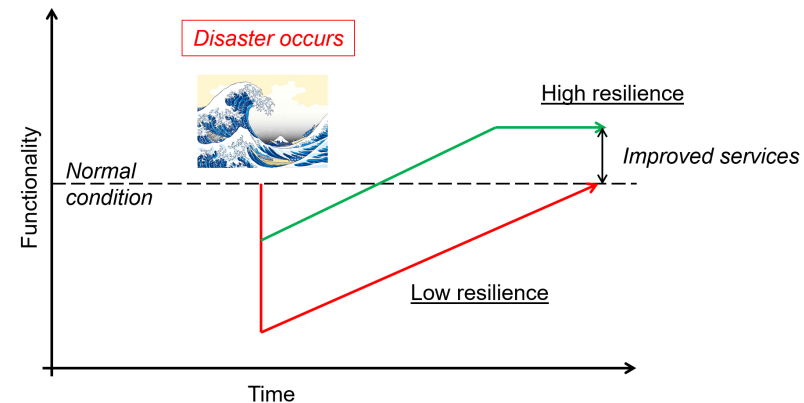 Disaster occurs
High resilience
Improved services
Normal
condition
Functionality
Low resilience
Time